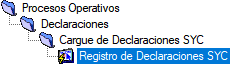 Procesos Operativos
Declaraciones
Cargue de Declaraciones SYC
Registro de Declaraciones SYC